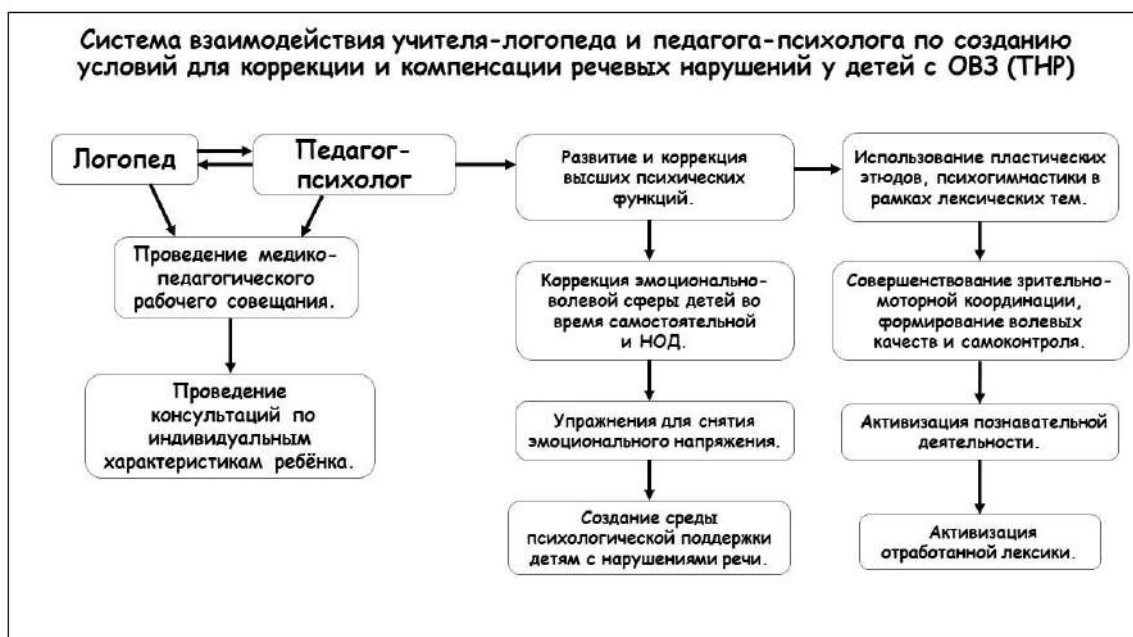 Система взаимодействия учителя-логопеда и педагога-психолога по созданию
условий для коррекции и компенсации речевых нарушений у детей с ОВЗ (ТНР)
Логопед
Педагог-
психолог
Проведение медико-
педагогического
рабочего совещания.
Проведение
консультаций по
индивидуальным
характеристикам ребёнка.
Развитие и коррекция
высших психических
функций.
Коррекция эмоционально-
волевой сферы детей во
время самостоятельной
и НОД.
Упражнения для снятия
эмоционального напряжения.
Создание среды
психологической поддержки
детям с нарушениями речи.
Использование пластических
этюдов, психогимнастики в
рамках лексических тем.
Совершенствование зрительно-
моторной координации,
формирование волевых
качеств и самоконтроля.
Активизация познавательной
деятельности.
Активизация
отработанной лексики.